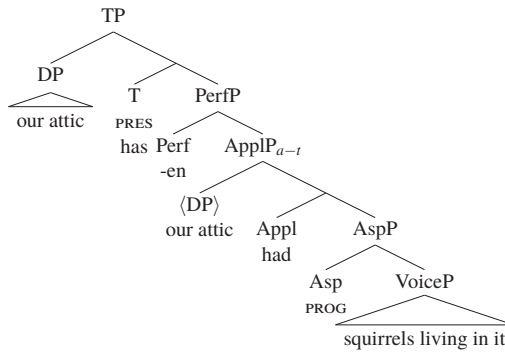 TP
DP
our attic
T PerfP
PRES
has Perf ApplP a−t
-en
⟨DP⟩
our attic Appl AspP
had
Asp VoiceP
PROG
squirrels living in it